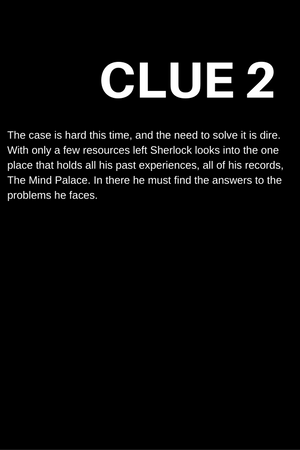 CLUE 2
The case is hard this time, and the need to solve it is dire.
With only a few resources left Sherlock looks into the one
place that holds all his past experiences, all of his records,
The Mind Palace. In there he must find the answers to the
problems he faces.